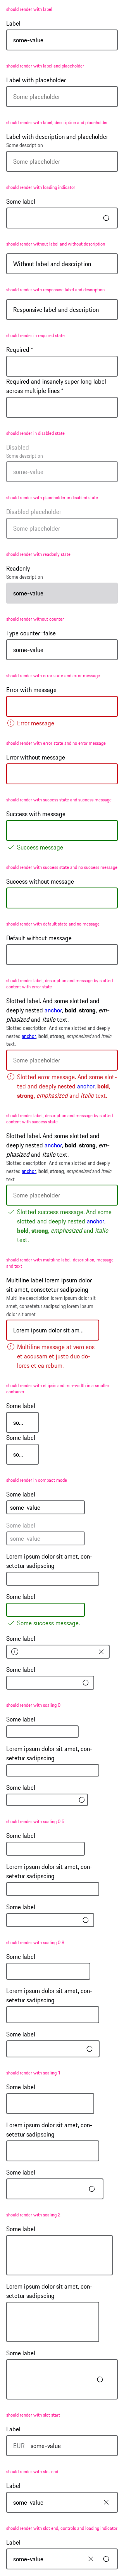 should render with label
Label
some-value
should render with label and placeholder
Label with placeholder
Some placeholder
should render with label, description and placeholder
Label with description and placeholder
Some description
Some placeholder
should render with loading indicator
Some label
should render without label and without description
Without label and description
should render with responsive label and description
Responsive label and description
should render in required state
Required *
Required and insanely super long label
across multiple lines *
should render in disabled state
Disabled
Some description
some-value
should render with placeholder in disabled state
Disabled placeholder
Some placeholder
should render with readonly state
Readonly
Some description
some-value
should render without counter
Type counter=false
some-value
should render with error state and error message
Error with message
Error message
should render with error state and no error message
Error without message
should render with success state and success message
Success with message
Success message
should render with success state and no success message
Success without message
should render with default state and no message
Default without message
should render label, description and message by slotted
content with error state
Slotted label. And some slotted and
deeply nested anchor, bold, strong, em-
phasized and italic text.
Slotted description. And some slotted and deeply
nested anchor, bold, strong, emphasized and italic
text.
Some placeholder
Slotted error message. And some slot-
ted and deeply nested anchor, bold,
strong, emphasized and italic text.
should render label, description and message by slotted
content with success state
Slotted label. And some slotted and
deeply nested anchor, bold, strong, em-
phasized and italic text.
Slotted description. And some slotted and deeply
nested anchor, bold, strong, emphasized and italic
text.
Some placeholder
Slotted success message. And some
slotted and deeply nested anchor,
bold, strong, emphasized and italic
text.
should render with multiline label, description, message
and text
Multiline label lorem ipsum dolor
sit amet, consetetur sadipscing
Multiline description lorem ipsum dolor sit
amet, consetetur sadipscing lorem ipsum
dolor sit amet
Lorem ipsum dolor sit am...
Multiline message at vero eos
et accusam et justo duo do-
lores et ea rebum.
should render with ellipsis and min width in a smaller
container
Some label
so...
Some label
so...
should render in compact mode
Some label
some-value
Some label
some-value
Lorem ipsum dolor sit amet, con-
setetur sadipscing
Some label
Some success message.
Some label
Some label
should render with scaling 0
Some label
Lorem ipsum dolor sit amet, con-
setetur sadipscing
Some label
should render with scaling 0.5
Some label
Lorem ipsum dolor sit amet, con-
setetur sadipscing
Some label
should render with scaling 0.8
Some label
Lorem ipsum dolor sit amet, con-
setetur sadipscing
Some label
should render with scaling 1
Some label
Lorem ipsum dolor sit amet, con-
setetur sadipscing
Some label
should render with scaling 2
Some label
Lorem ipsum dolor sit amet, con-
setetur sadipscing
Some label
should render with slot start
Label
EUR some-value
should render with slot end
Label
some-value
should render with slot end, controls and loading indicator
Label
some-value